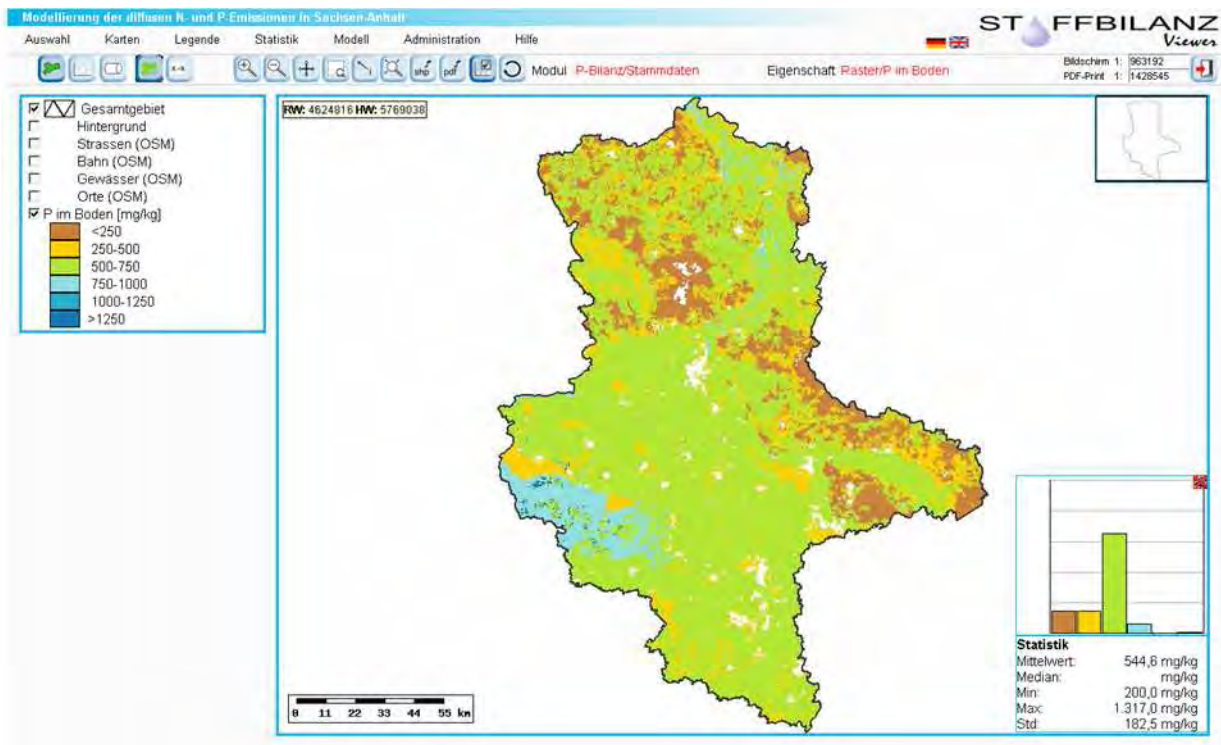 Modellierung der diffusen N- und P-Emissionen in Sachsen-Anhalt
STOFFBILANZ
Viewer
Auswahl Karten Legende Statistik Modell Administration Hilfe
shp pdf Modul P-Bilanz/Stammdaten Eigenschaft Raster/P im Boden
Bildschirm 1: 963192
PDF-Print 1: 1428545
Gesamtgebiet
Hintergrund
Strassen (OSM)
Bahn (OSM)
Gewässer (OSM)
Orte (OSM)
P im Boden [mg/kg]
<250
250-500
500-750
750-1000
1000-1250
>1250
RW: 4624816 HW: 5769038
0 11 22 33 44 55 km
Statistik
Mittelwert: 544,6 mg/kg
Median: mg/kg
Min: 200,0 mg/kg
Max: 1.317,0 mg/kg
Std: 182,5 mg/kg